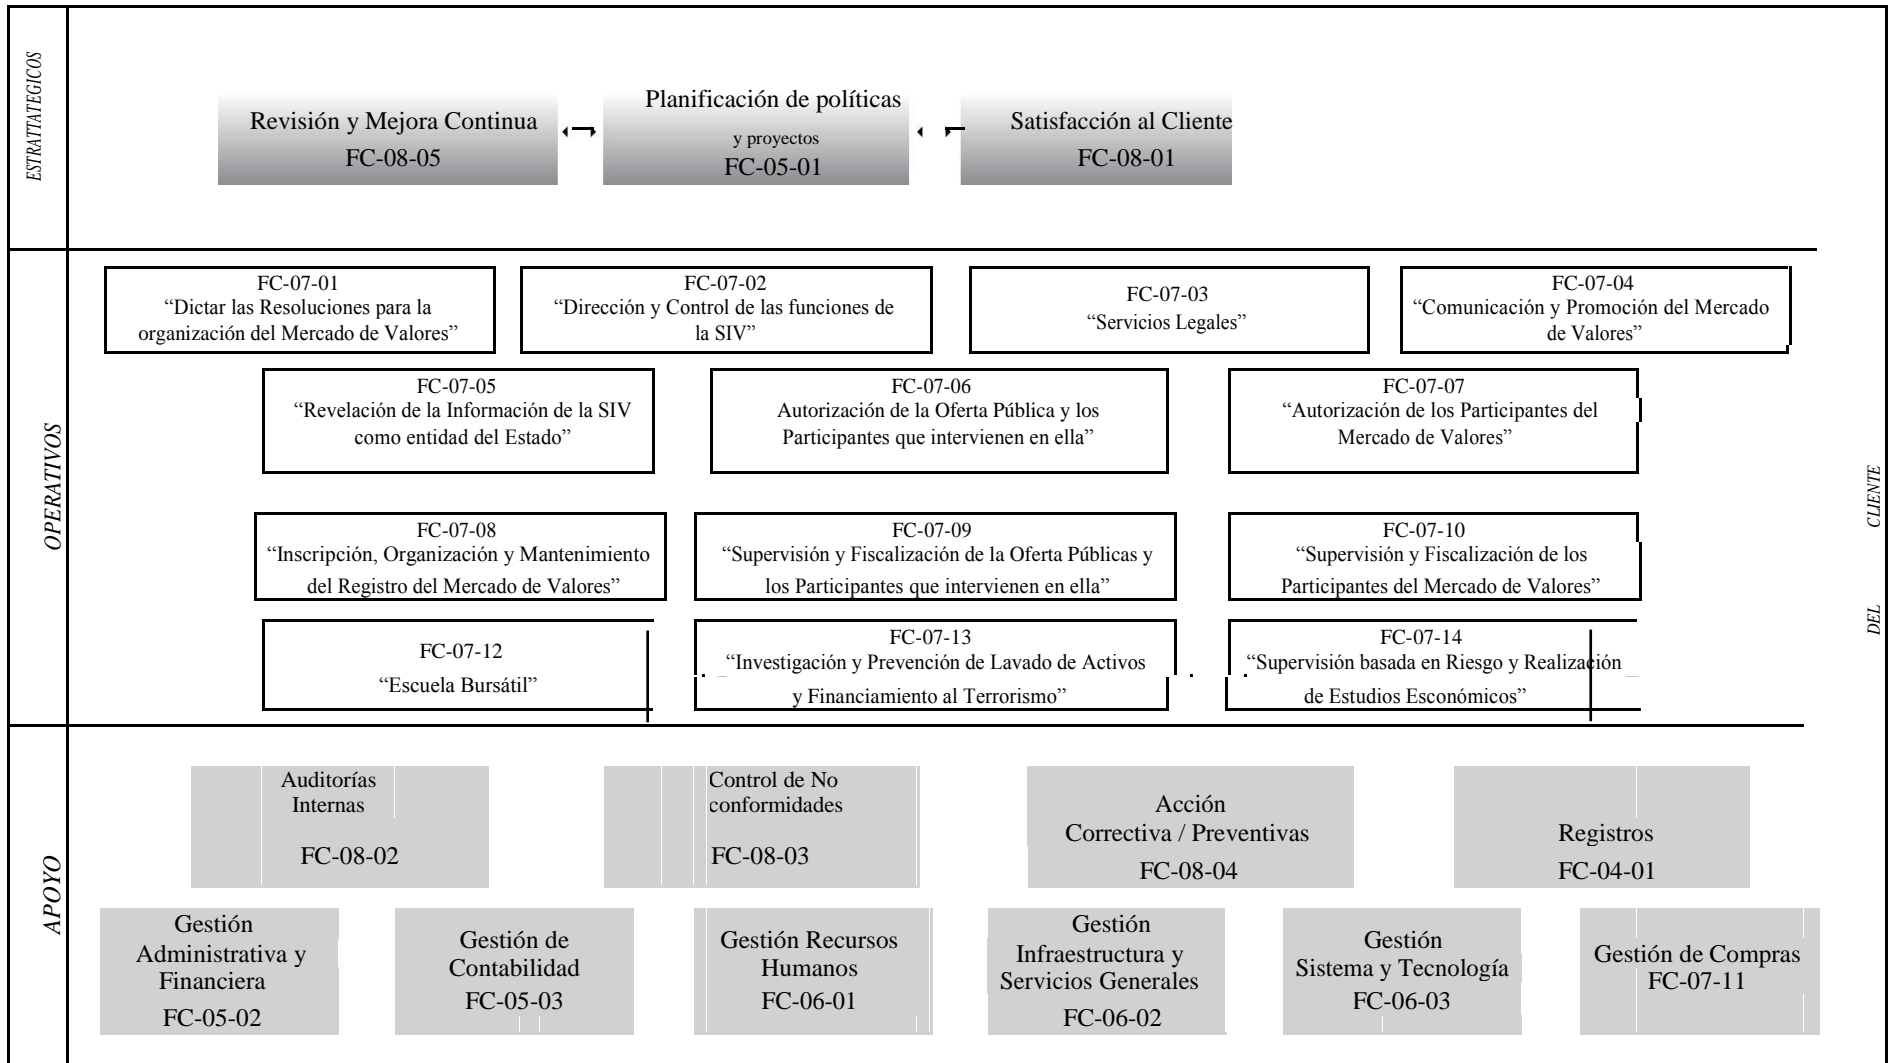 ESTRATTATEGICOS
Revisión y Mejora Continua
FC-08-05
Planificación de políticas
y proyectos
FC-05-01
Satisfacción al Cliente
FC-08-01
OPERATIVOS
FC-07-01
“Dictar las Resoluciones para la
organización del Mercado de Valores”
FC-07-02
“Dirección y Control de las funciones de
la SIV”
FC-07-03
“Servicios Legales”
FC-07-04
“Comunicación y Promoción del Mercado
de Valores”
FC-07-05
“Revelación de la Información de la SIV
como entidad del Estado”
FC-07-06
Autorización de la Oferta Pública y los
Participantes que intervienen en ella”
FC-07-07
“Autorización de los Participantes del
Mercado de Valores”
FC-07-08
“Inscripción, Organización y Mantenimiento
del Registro del Mercado de Valores”
FC-07-09
“Supervisión y Fiscalización de la Oferta Públicas y
los Participantes que intervienen en ella”
FC-07-10
“Supervisión y Fiscalización de los
Participantes del Mercado de Valores”
FC-07-12
“Escuela Bursátil”
FC-07-13
“Investigación y Prevención de Lavado de Activos
y Financiamiento al Terrorismo”
FC-07-14
“Supervisión basada en Riesgo y Realización
de Estudios Esconómicos”
DEL CLIENTE
APOYO
Auditorías
Internas
FC-08-02
Control de No
conformidades
FC-08-03
Acción
Correctiva / Preventivas
FC-08-04
Registros
FC-04-01
Gestión
Administrativa y
Financiera
FC-05-02
Gestión de
Contabilidad
FC-05-03
Gestión Recursos
Humanos
FC-06-01
Gestión
Infraestructura y
Servicios Generales
FC-06-02
Gestión
Sistema y Tecnología
FC-06-03
Gestión de Compras
FC-07-11